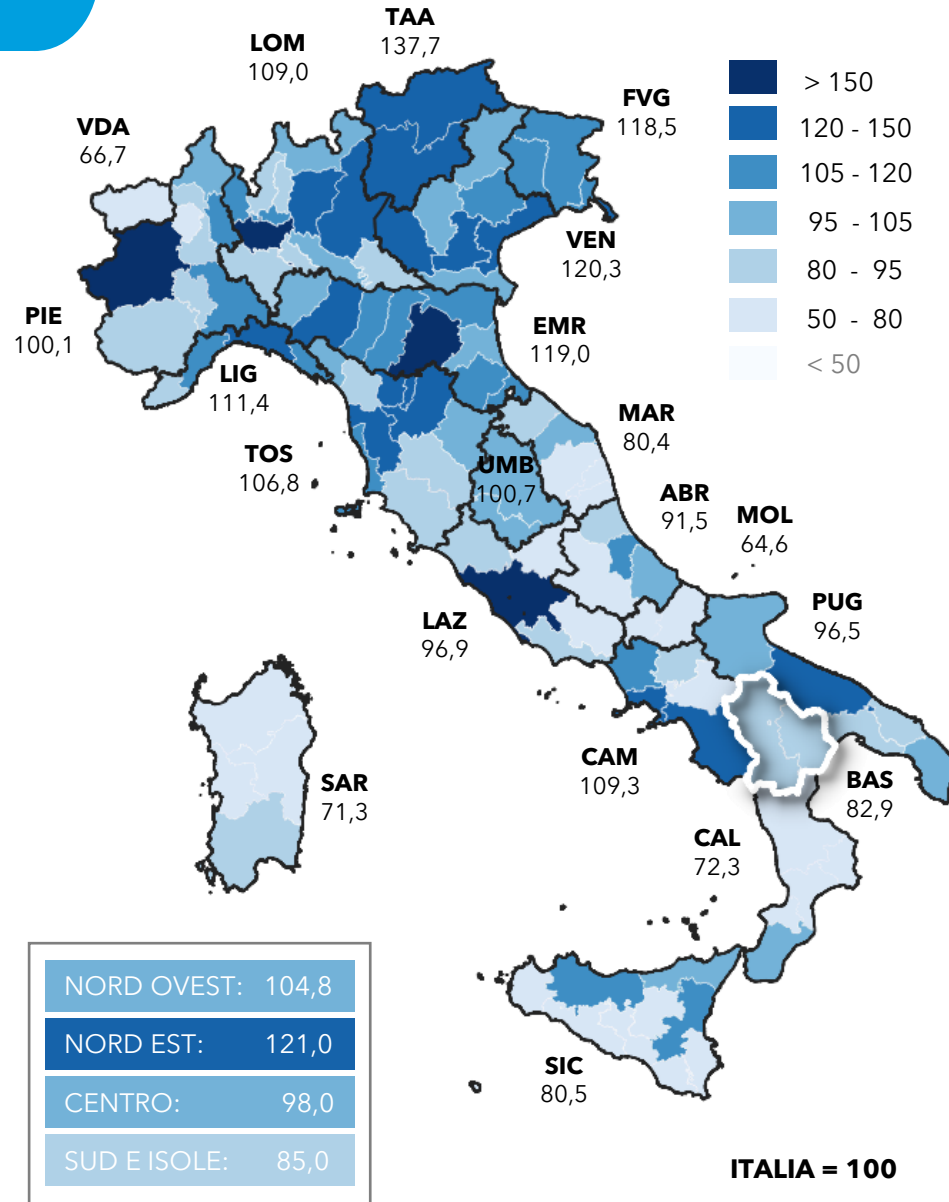 TAA
137,7
LOM
109,0
FVG
118,5
VDA
66,7
> 150
120 - 150
105 - 120
95 - 105
80 - 95
50 - 80
< 50
VEN
120,3
PIE
100,1
EMR
119,0
LIG
111,4
MAR
80,4
TOS
106,8
UMB
100,7
ABR
91,5
MOL
64,6
PUG
96,5
LAZ
96,9
CAM
109,3
BAS
82,9
SAR
71,3
CAL
72,3
SIC
80,5
NORD OVEST: 104,8
NORD EST: 121,0
CENTRO: 98,0
SUD E ISOLE: 85,0
ITALIA = 100